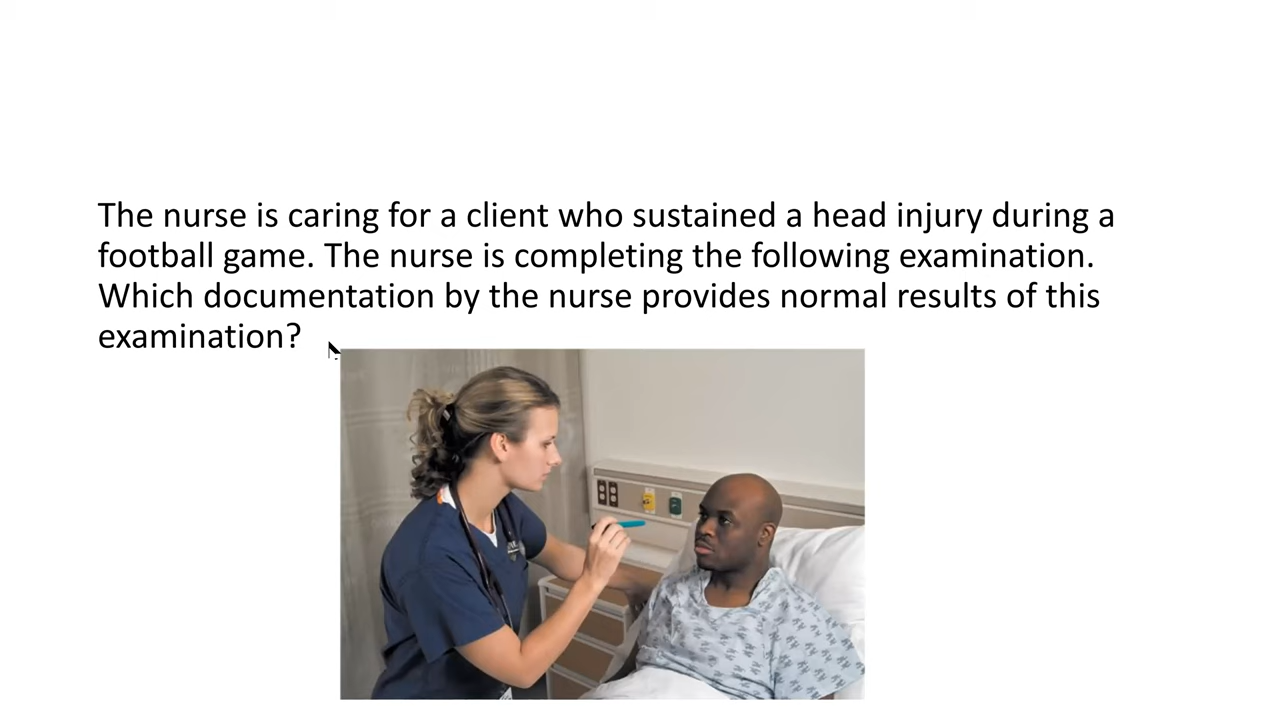 The nurse is caring for a client who sustained a head injury during a
football game. The nurse is completing the following examination.
Which documentation by the nurse provides normal results of this
examination?